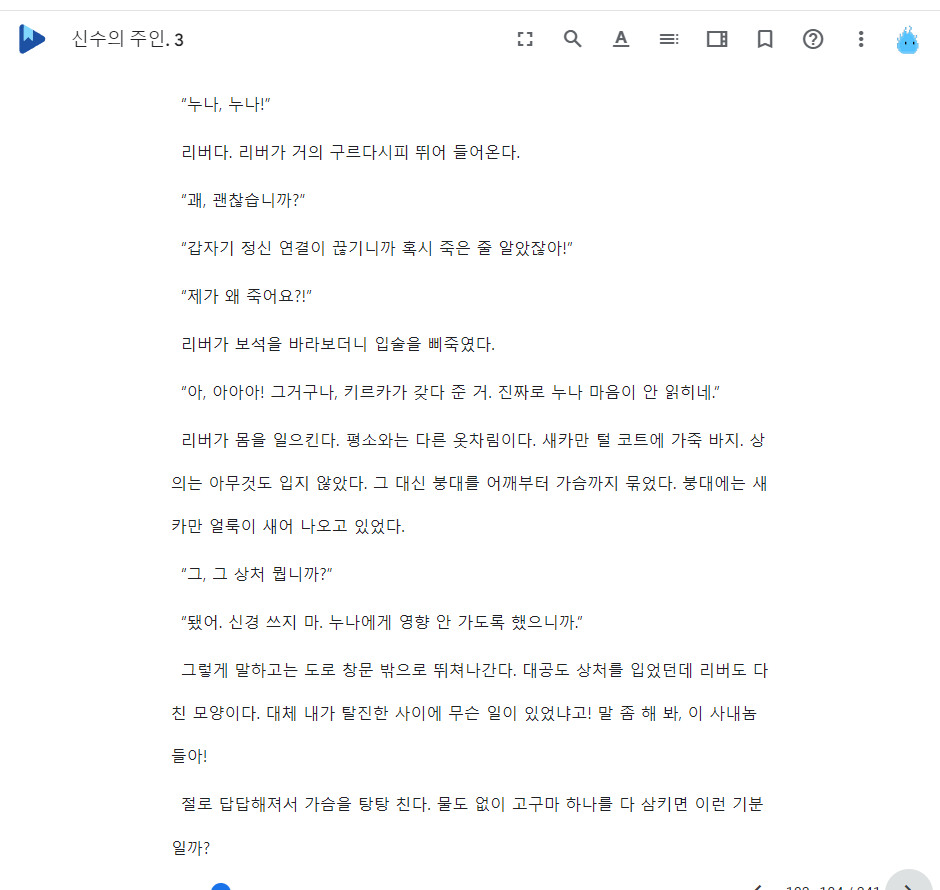 신수의 주인. 3
“누나, 누나!”
리버다. 리버가 거의 구르다시피 뛰어 들어온다.
“괘, 괜찮습니까?”
“갑자기 정신 연결이 끊기니까 혹시 죽은 줄 알았잖아!”
“제가 왜 죽어요?!”
리버가 보석을 바라보더니 입술을 삐죽였다.
“아, 아아아! 그거구나, 키르카가 갖다 준 거. 진짜로 누나 마음이 안 읽히네.”
리버가 몸을 일으킨다. 평소와는 다른 옷차림이다. 새카만 털 코트에 가죽 바지. 상
의는 아무것도 입지 않았다. 그 대신 붕대를 어깨부터 가슴까지 묶었다. 붕대에는 새
카만 얼룩이 새어 나오고 있었다.
“그, 그 상처 뭡니까?”
“됐어. 신경 쓰지 마. 누나에게 영향 안 가도록 했으니까.”
그렇게 말하고는 도로 창문 밖으로 뛰쳐나간다. 대공도 상처를 입었던데 리버도 다
친 모양이다. 대체 내가 탈진한 사이에 무슨 일이 있었냐고! 말 좀 해 봐, 이 사내놈
들아!
절로 답답해져서 가슴을 탕탕 친다. 물도 없이 고구마 하나를 다 삼키면 이런 기분
일까?